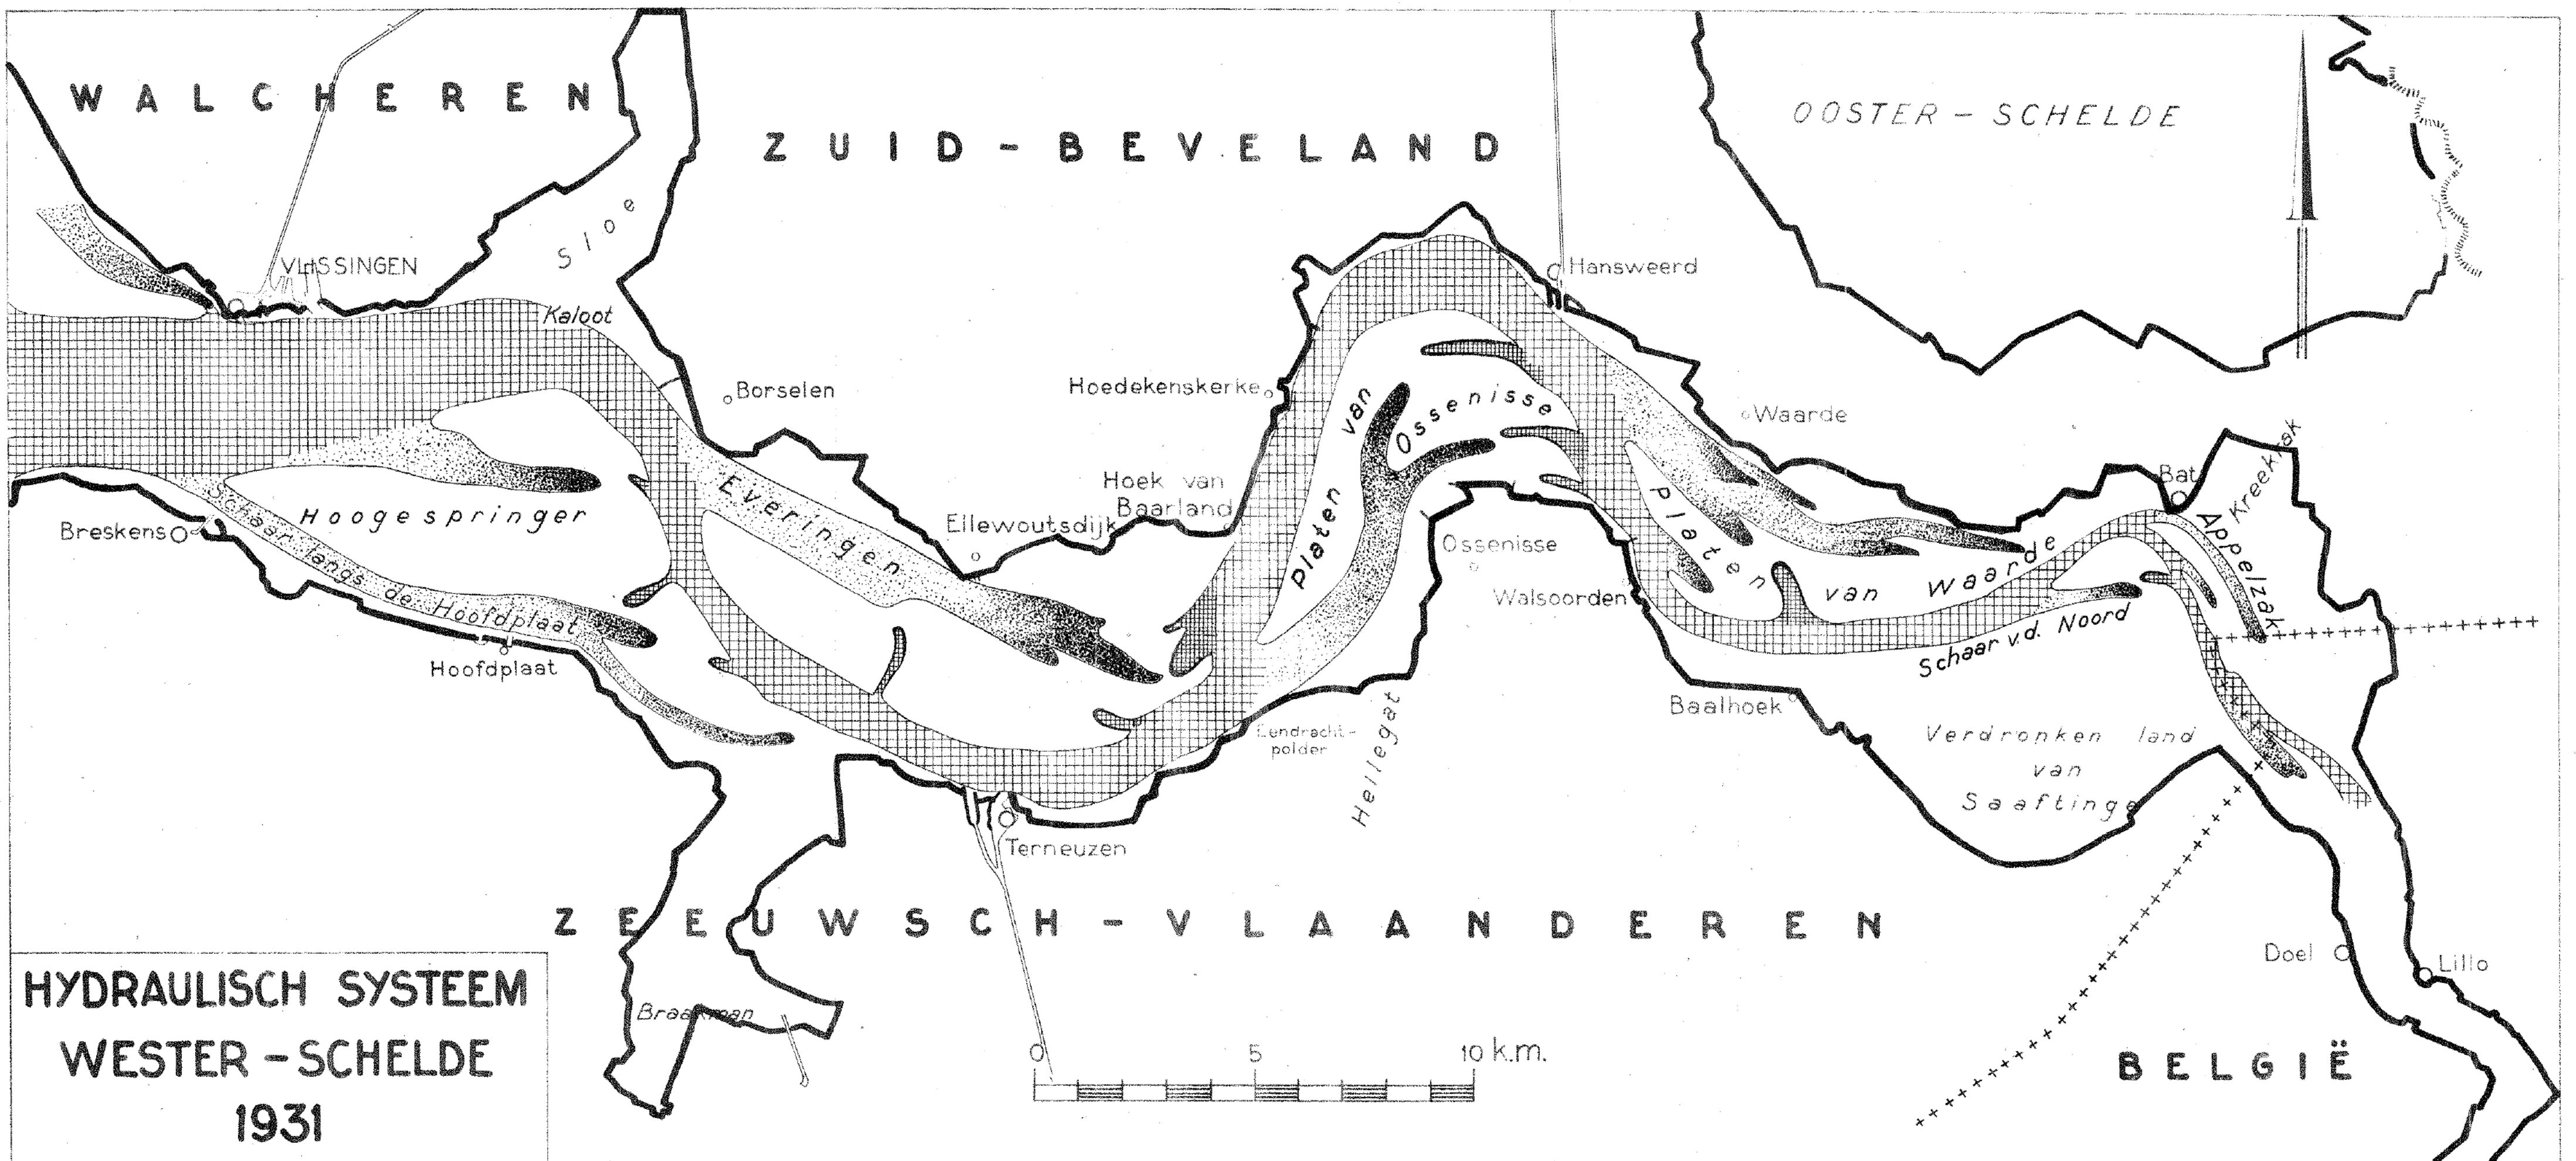 WALCHEREN
ZUID-BEVELAND
OOSTER-SCHELDE
Sloe
VLISSINGEN
Kaloot
Hansweerd
Borselen
Hoedekenskerke
Waarde
Platen van Ossenisse
Hoek van
Baarland
Ellewoutsdijk
Everingen
Hoogespringer
Schaar langs de Hoofdplaat
Breskens
Hoofdplaat
Ossenisse
Walsoorden
Platen van Waarde
Bat
Kreekrak
Appelzak
Schaar v.d. Noord
Baalhoek
Eendracht-
polder
Hellegat
Verdronken land
van
Saaftinge
Terneuzen
ZEEUWSCH-VLAANDEREN
Braakman
Doel
Lillo
BELGIË
0 5 10 k.m.
HYDRAULISCH SYSTEEM
WESTER-SCHELDE
1931